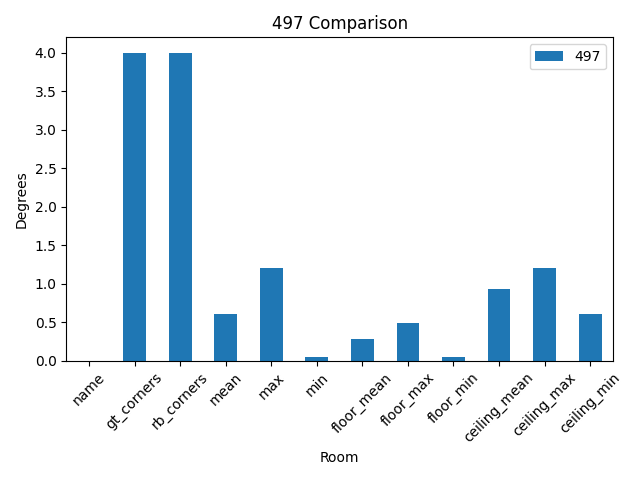 497 Comparison
497
Degrees
4.0
3.5
3.0
2.5
2.0
1.5
1.0
0.5
0.0
name
gt_corners
rb_corners
mean
max
min
floor_mean
floor_max
floor_min
ceiling_mean
ceiling_max
ceiling_min
Room